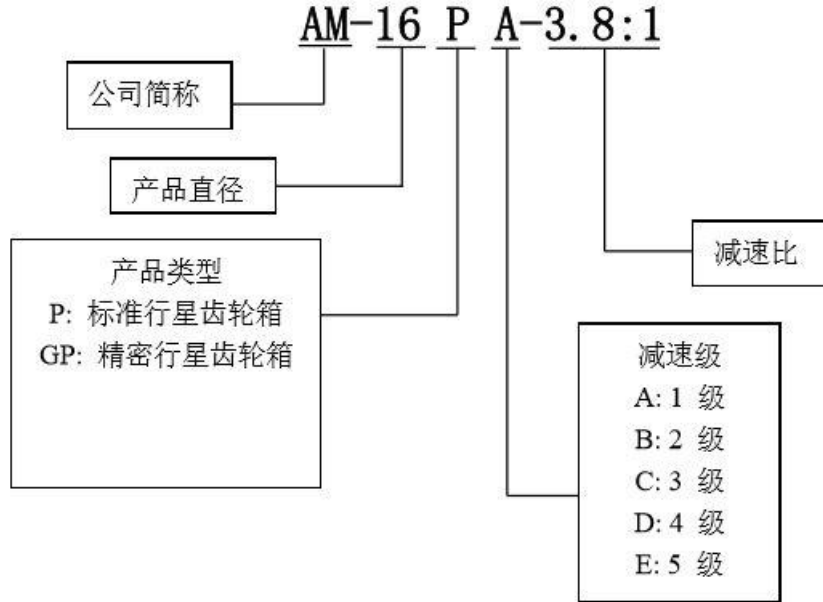 AM-16 P A-3.8:1
公司简称
产品直径
减速比
产品类型
P: 标准行星齿轮箱
GP: 精密行星齿轮箱
减速级
A: 1 级
B: 2 级
C: 3 级
D: 4 级
E: 5 级